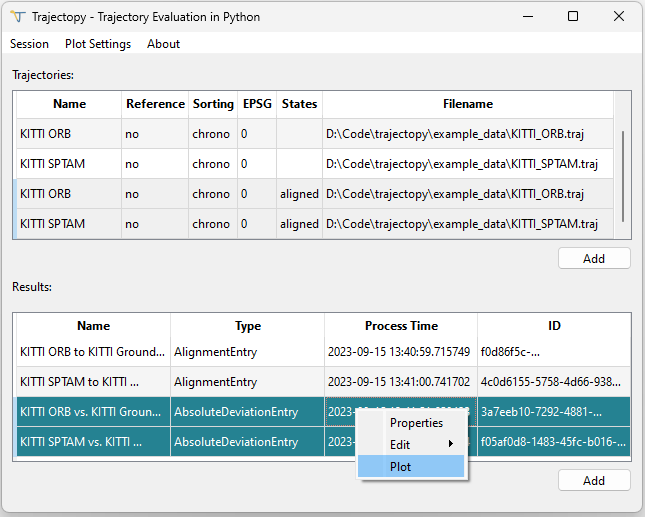 Trajectopy - Trajectory Evaluation in Python
Session Plot Settings About
Trajectories:
Name Reference Sorting EPSG States Filename
KITTI ORB no chrono 0 D:\Code\trajectopy\example_data\KITTI_ORB.traj
KITTI SPTAM no chrono 0 D:\Code\trajectopy\example_data\KITTI_SPTAM.traj
KITTI ORB no chrono 0 aligned D:\Code\trajectopy\example_data\KITTI_ORB.traj
KITTI SPTAM no chrono 0 aligned D:\Code\trajectopy\example_data\KITTI_SPTAM.traj
Add
Results:
Name Type Process Time ID
KITTI ORB to KITTI Ground... AlignmentEntry 2023-09-15 13:40:59.715749 f0d86f5c-...
KITTI SPTAM to KITTI ... AlignmentEntry 2023-09-15 13:41:00.741702 4c0d6155-5758-4d66-938...
KITTI ORB vs. KITTI Groun... AbsoluteDeviationEntry 3a7eeb10-7292-4881-...
KITTI SPTAM vs. KITTI ... AbsoluteDeviationEntry 2023 f05af0d8-1483-45fc-b016-...
Properties
Edit
Plot
Add